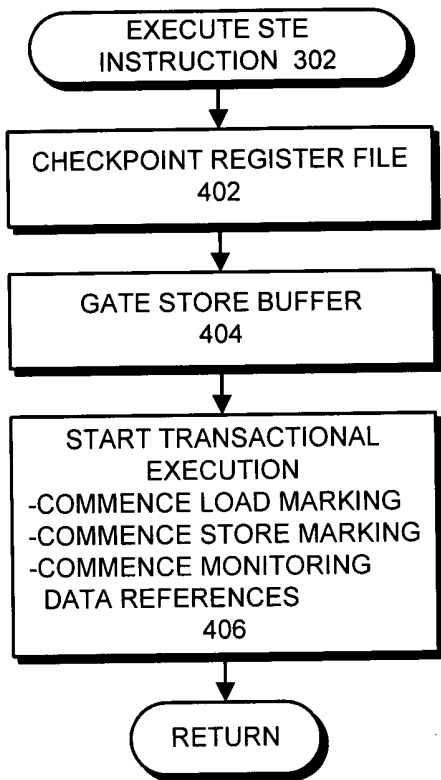 EXECUTE STE
INSTRUCTION 302
CHECKPOINT REGISTER FILE
402
GATE STORE BUFFER
404
START TRANSACTIONAL
EXECUTION
-COMMENCE LOAD MARKING
-COMMENCE STORE MARKING
-COMMENCE MONITORING
DATA REFERENCES
406
RETURN